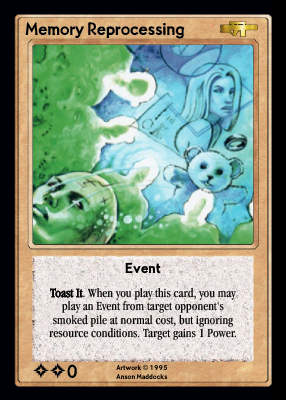 Memory Reprocessing
Event
Toast It. When you play this card, you may
play an Event from target opponent's
smoked pile at normal cost, but ignoring
resource conditions. Target gains 1 Power.
0
Artwork © 1995
Anson Maddocks